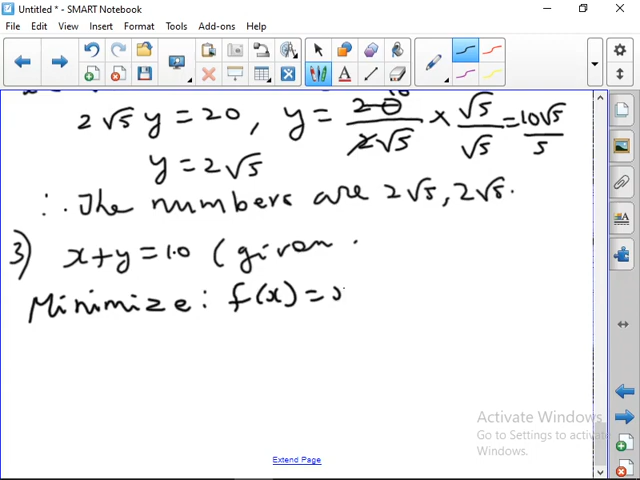 Untitled * - SMART Notebook
File Edit View Insert Format Tools Add-ons Help
2√5 y = 20, y = 20/2√5 × √5/√5 = 10√5/5
10
y = 2√5
∴ The numbers are 2√5, 2√5.
3) x+y = 10 (given .
Minimize: f(x) =
Activate Windows
Go to Settings to activate
Windows.
Extend Page